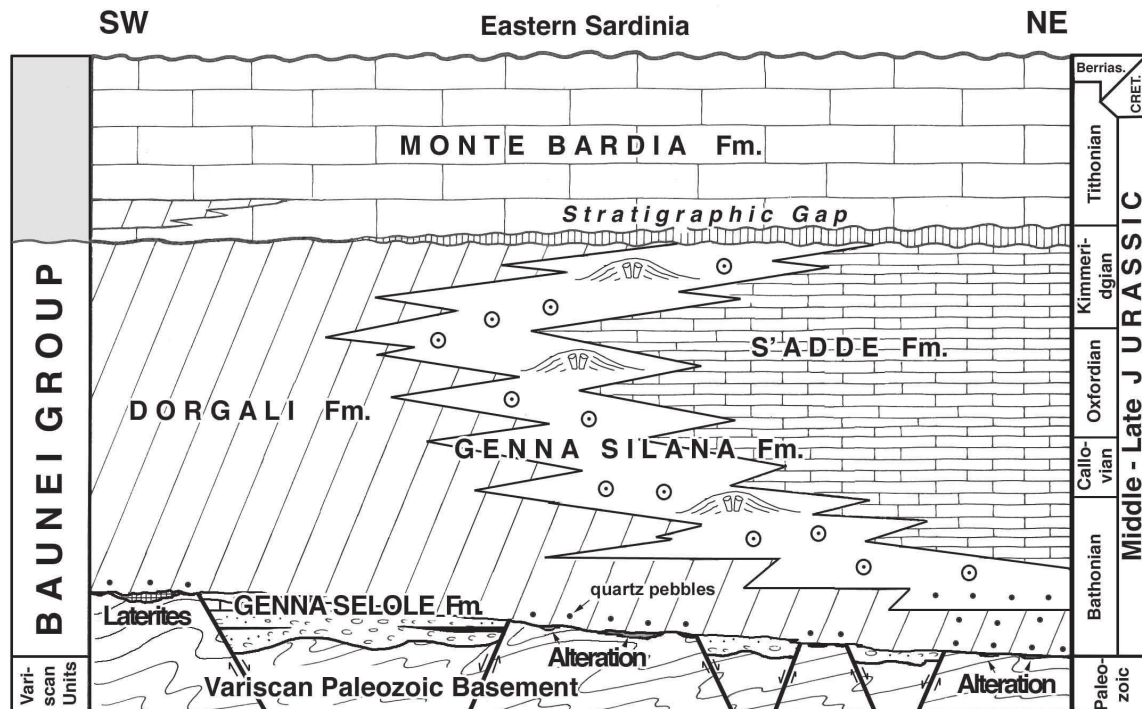 SW
Eastern Sardinia
NE
Berrias.
CRET.
MONTE BARDIA Fm.
Tithonian
Stratigraphic Gap
Kimmeri-
dgian
S'ADDE Fm.
Oxfordian
DORGALI Fm.
GENNA SILANA Fm.
Callo-
vian
Bathonian
Middle - Late JURASSIC
BAUNEI GROUP
quartz pebbles
GENNA SELOLE Fm.
Laterites
Alteration
Alteration
Variscan Paleozoic Basement
Vari-
scan
Units
Paleo-
zoic